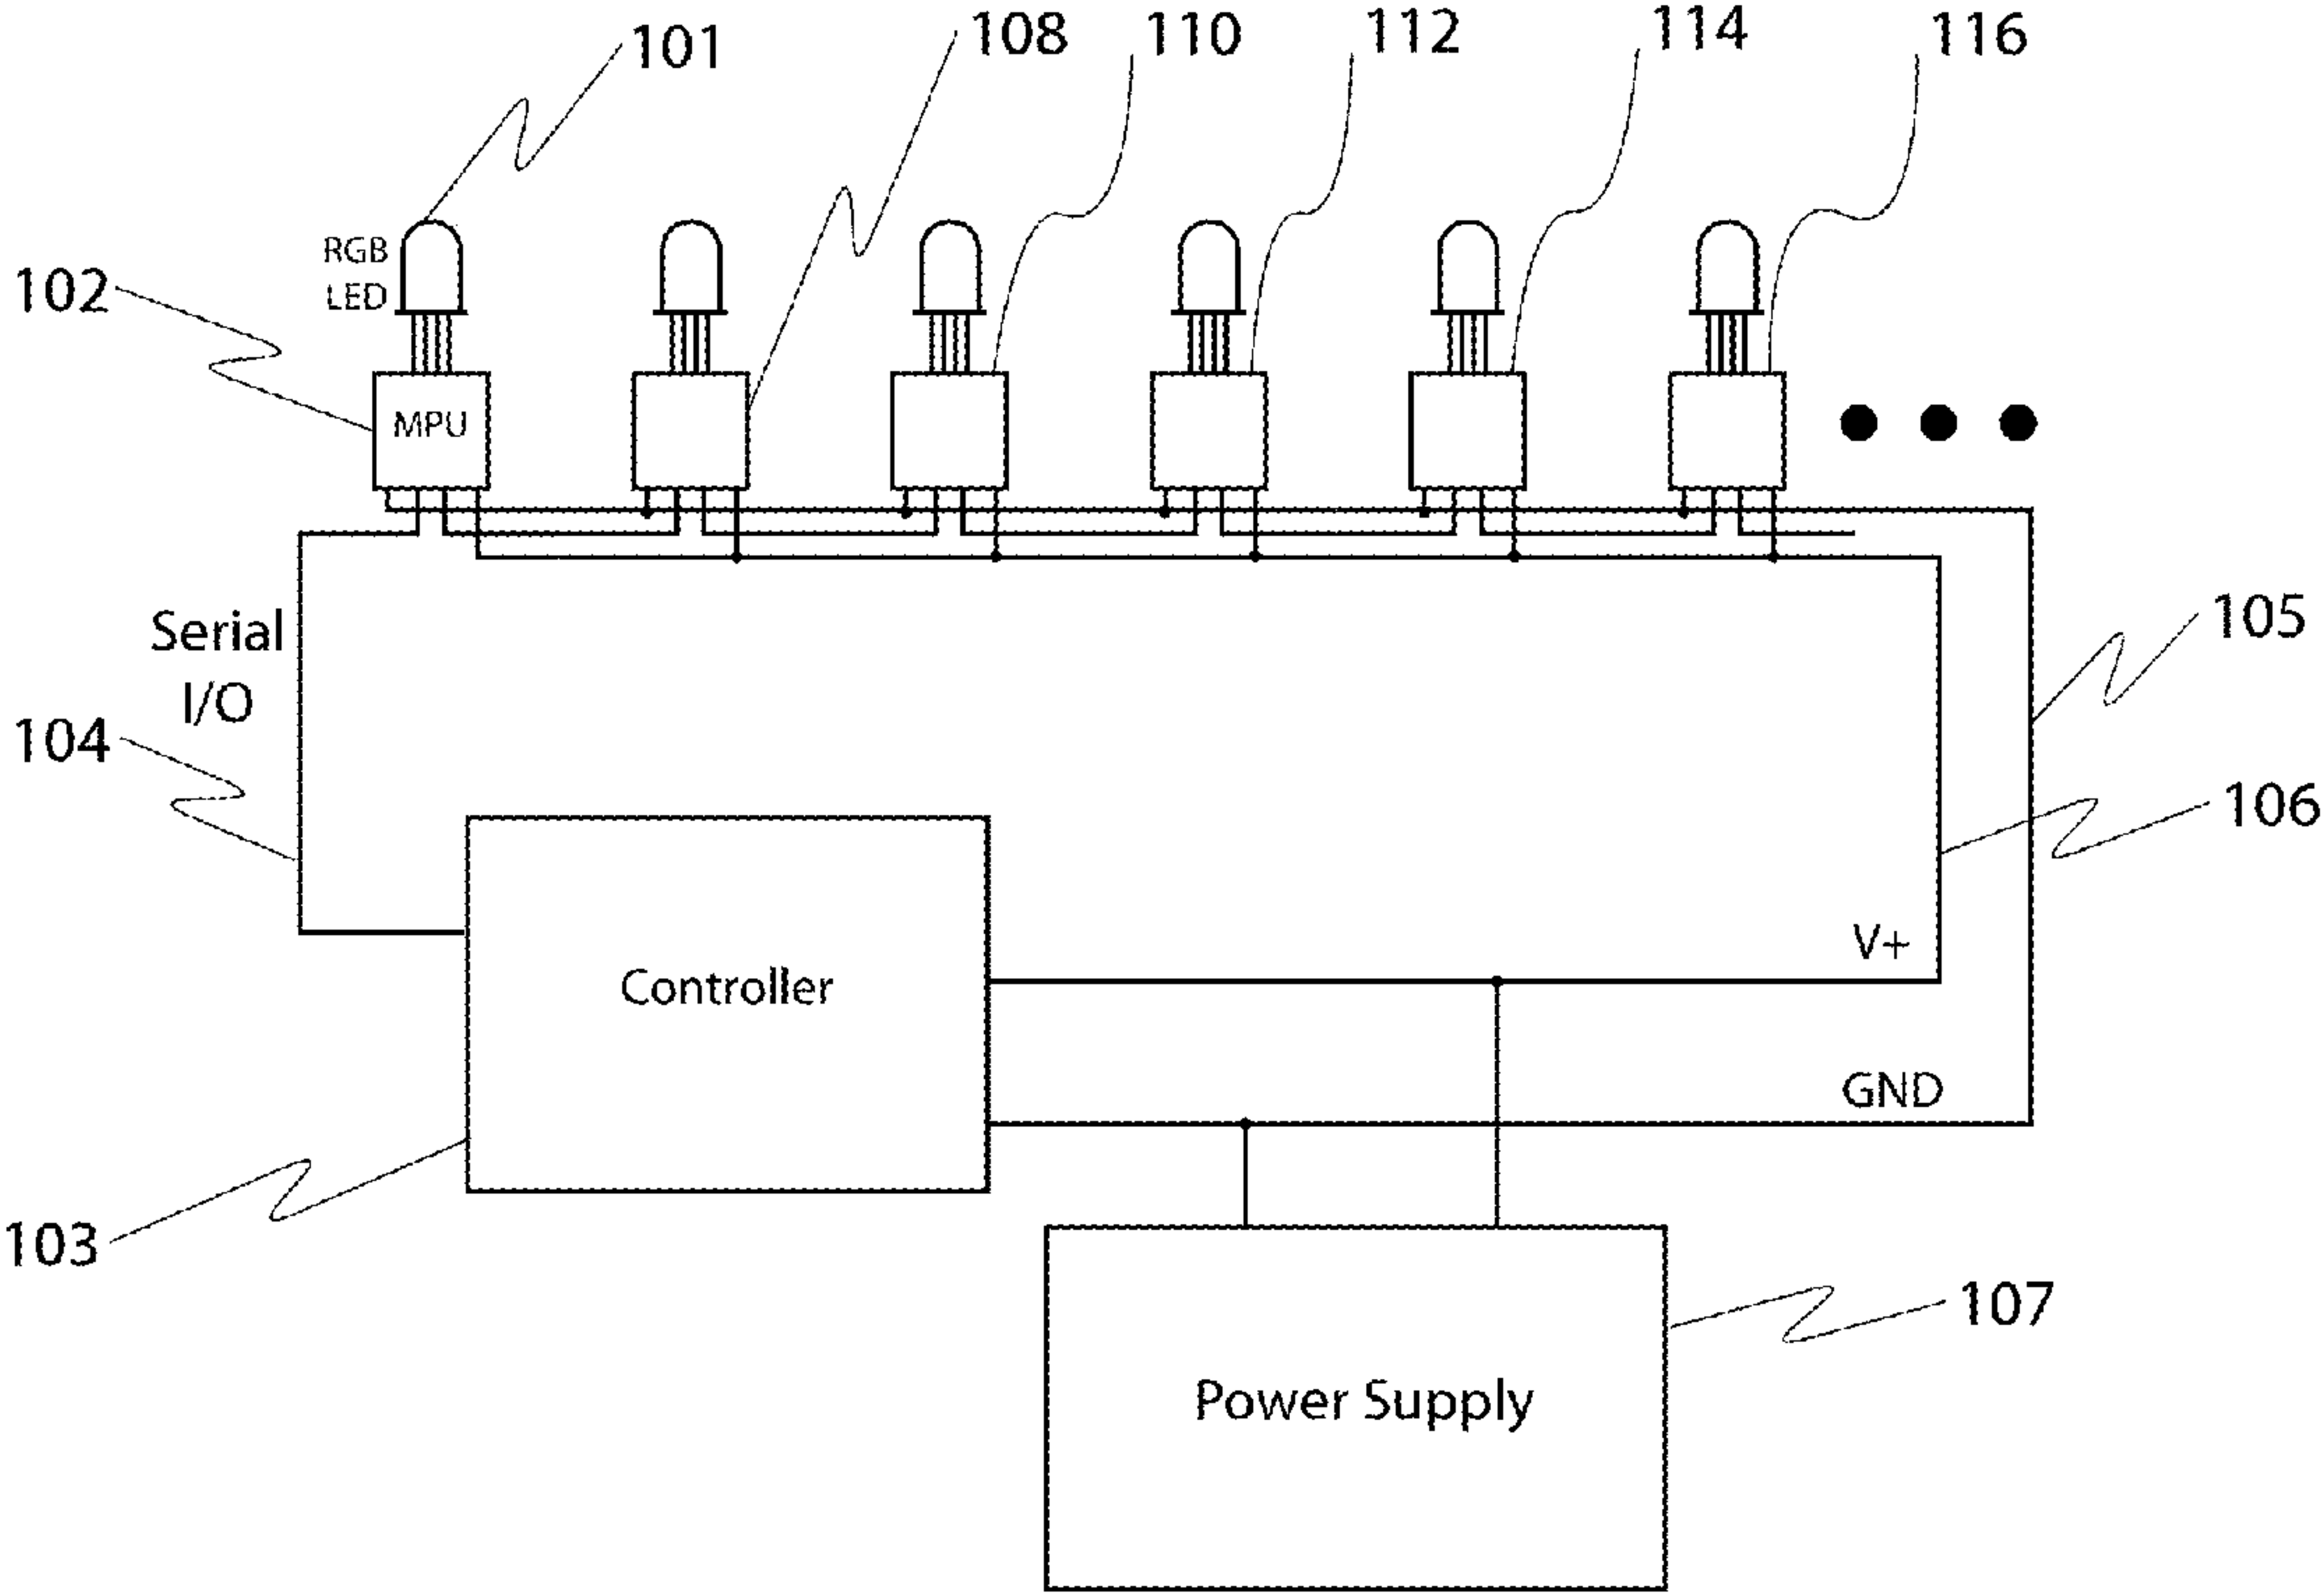 101
108
110
112
114
116
RGB
LED
102
MPU
Serial
I/O
104
105
106
V+
Controller
GND
103
107
Power Supply